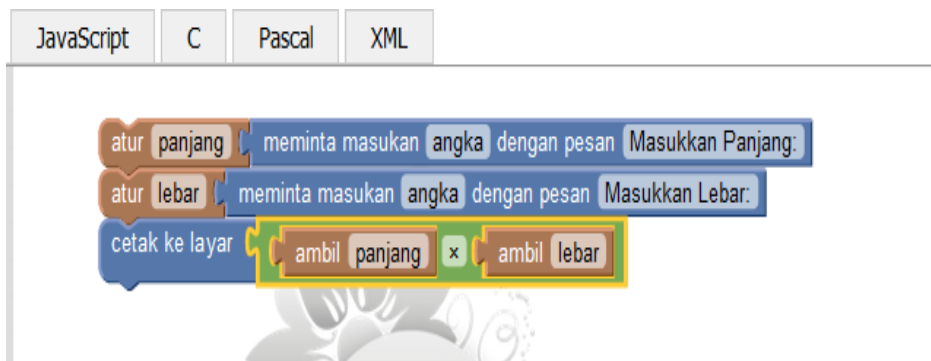 JavaScript C Pascal XML
atur panjang meminta masukan angka dengan pesan Masukkan Panjang:
atur lebar meminta masukan angka dengan pesan Masukkan Lebar:
cetak ke layar ambil panjang × ambil lebar